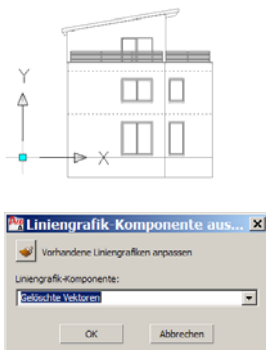 Y
X
Liniengrafik-Komponente aus...
Vorhandene Liniengrafiken anpassen
Liniengrafik-Komponente:
Gelöschte Vektoren
OK
Abbrechen